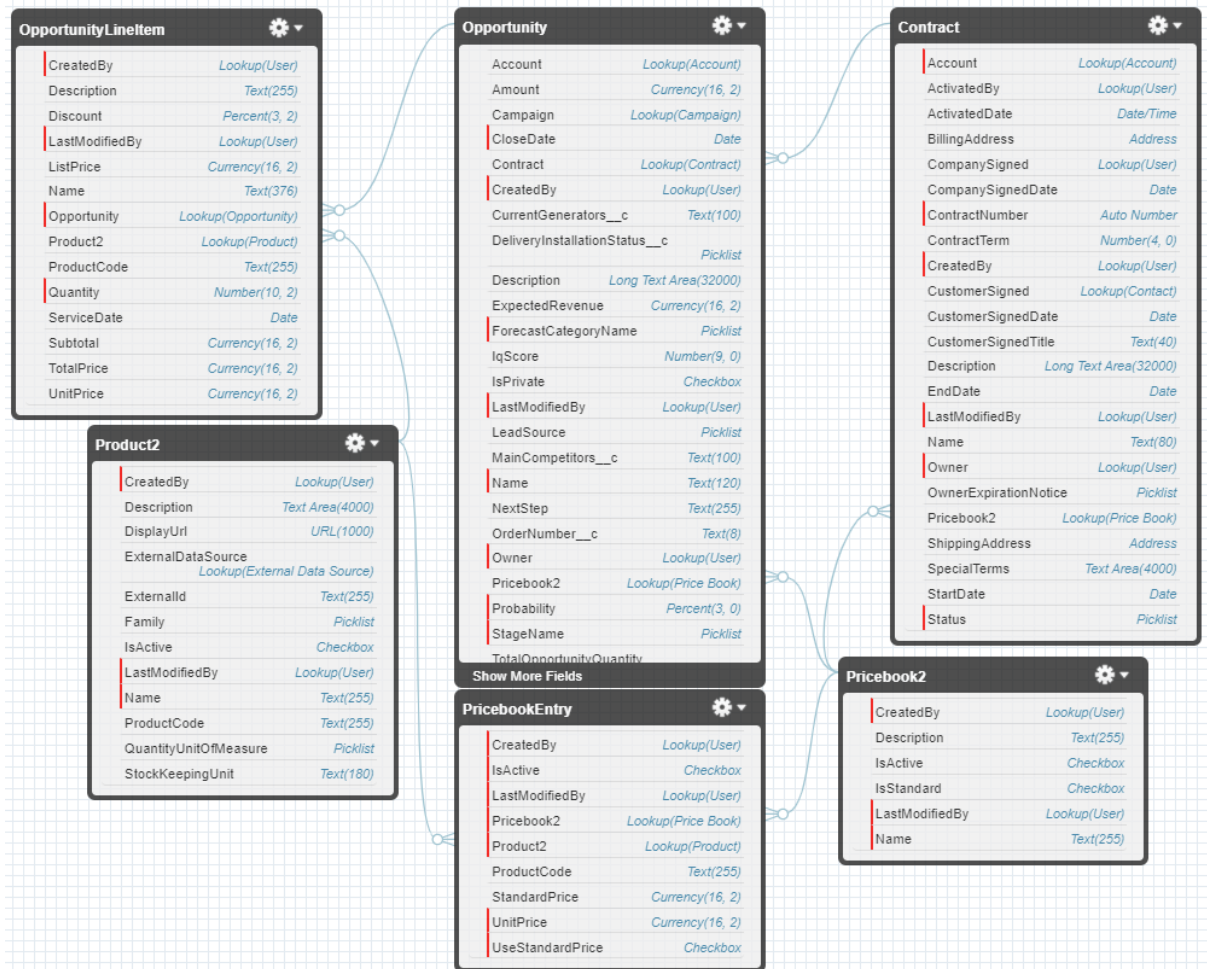 OpportunityLineItem
CreatedBy Lookup(User)
Description Text(255)
Discount Percent(3, 2)
LastModifiedBy Lookup(User)
ListPrice Currency(16, 2)
Name Text(376)
Opportunity Lookup(Opportunity)
Product2 Lookup(Product)
ProductCode Text(255)
Quantity Number(10, 2)
ServiceDate Date
Subtotal Currency(16, 2)
TotalPrice Currency(16, 2)
UnitPrice Currency(16, 2)
Product2
CreatedBy Lookup(User)
Description Text Area(4000)
DisplayUrl URL(1000)
ExternalDataSource
Lookup(External Data Source)
ExternalId Text(255)
Family Picklist
IsActive Checkbox
LastModifiedBy Lookup(User)
Name Text(255)
ProductCode Text(255)
QuantityUnitOfMeasure Picklist
StockKeepingUnit Text(180)
Opportunity
Account Lookup(Account)
Amount Currency(16, 2)
Campaign Lookup(Campaign)
CloseDate Date
Contract Lookup(Contract)
CreatedBy Lookup(User)
CurrentGenerators__c Text(100)
DeliveryInstallationStatus__c
Picklist
Description Long Text Area(32000)
ExpectedRevenue Currency(16, 2)
ForecastCategoryName Picklist
IqScore Number(9, 0)
IsPrivate Checkbox
LastModifiedBy Lookup(User)
LeadSource Picklist
MainCompetitors__c Text(100)
Name Text(120)
NextStep Text(255)
OrderNumber__c Text(8)
Owner Lookup(User)
Pricebook2 Lookup(Price Book)
Probability Percent(3, 0)
StageName Picklist
TotalOpportunityQuantity
Show More Fields
PricebookEntry
CreatedBy Lookup(User)
IsActive Checkbox
LastModifiedBy Lookup(User)
Pricebook2 Lookup(Price Book)
Product2 Lookup(Product)
ProductCode Text(255)
StandardPrice Currency(16, 2)
UnitPrice Currency(16, 2)
UseStandardPrice Checkbox
Contract
Account Lookup(Account)
ActivatedBy Lookup(User)
ActivatedDate Date/Time
BillingAddress Address
CompanySigned Lookup(User)
CompanySignedDate Date
ContractNumber Auto Number
ContractTerm Number(4, 0)
CreatedBy Lookup(User)
CustomerSigned Lookup(Contact)
CustomerSignedDate Date
CustomerSignedTitle Text(40)
Description Long Text Area(32000)
EndDate Date
LastModifiedBy Lookup(User)
Name Text(80)
Owner Lookup(User)
OwnerExpirationNotice Picklist
Pricebook2 Lookup(Price Book)
ShippingAddress Address
SpecialTerms Text Area(4000)
StartDate Date
Status Picklist
Pricebook2
CreatedBy Lookup(User)
Description Text(255)
IsActive Checkbox
IsStandard Checkbox
LastModifiedBy Lookup(User)
Name Text(255)